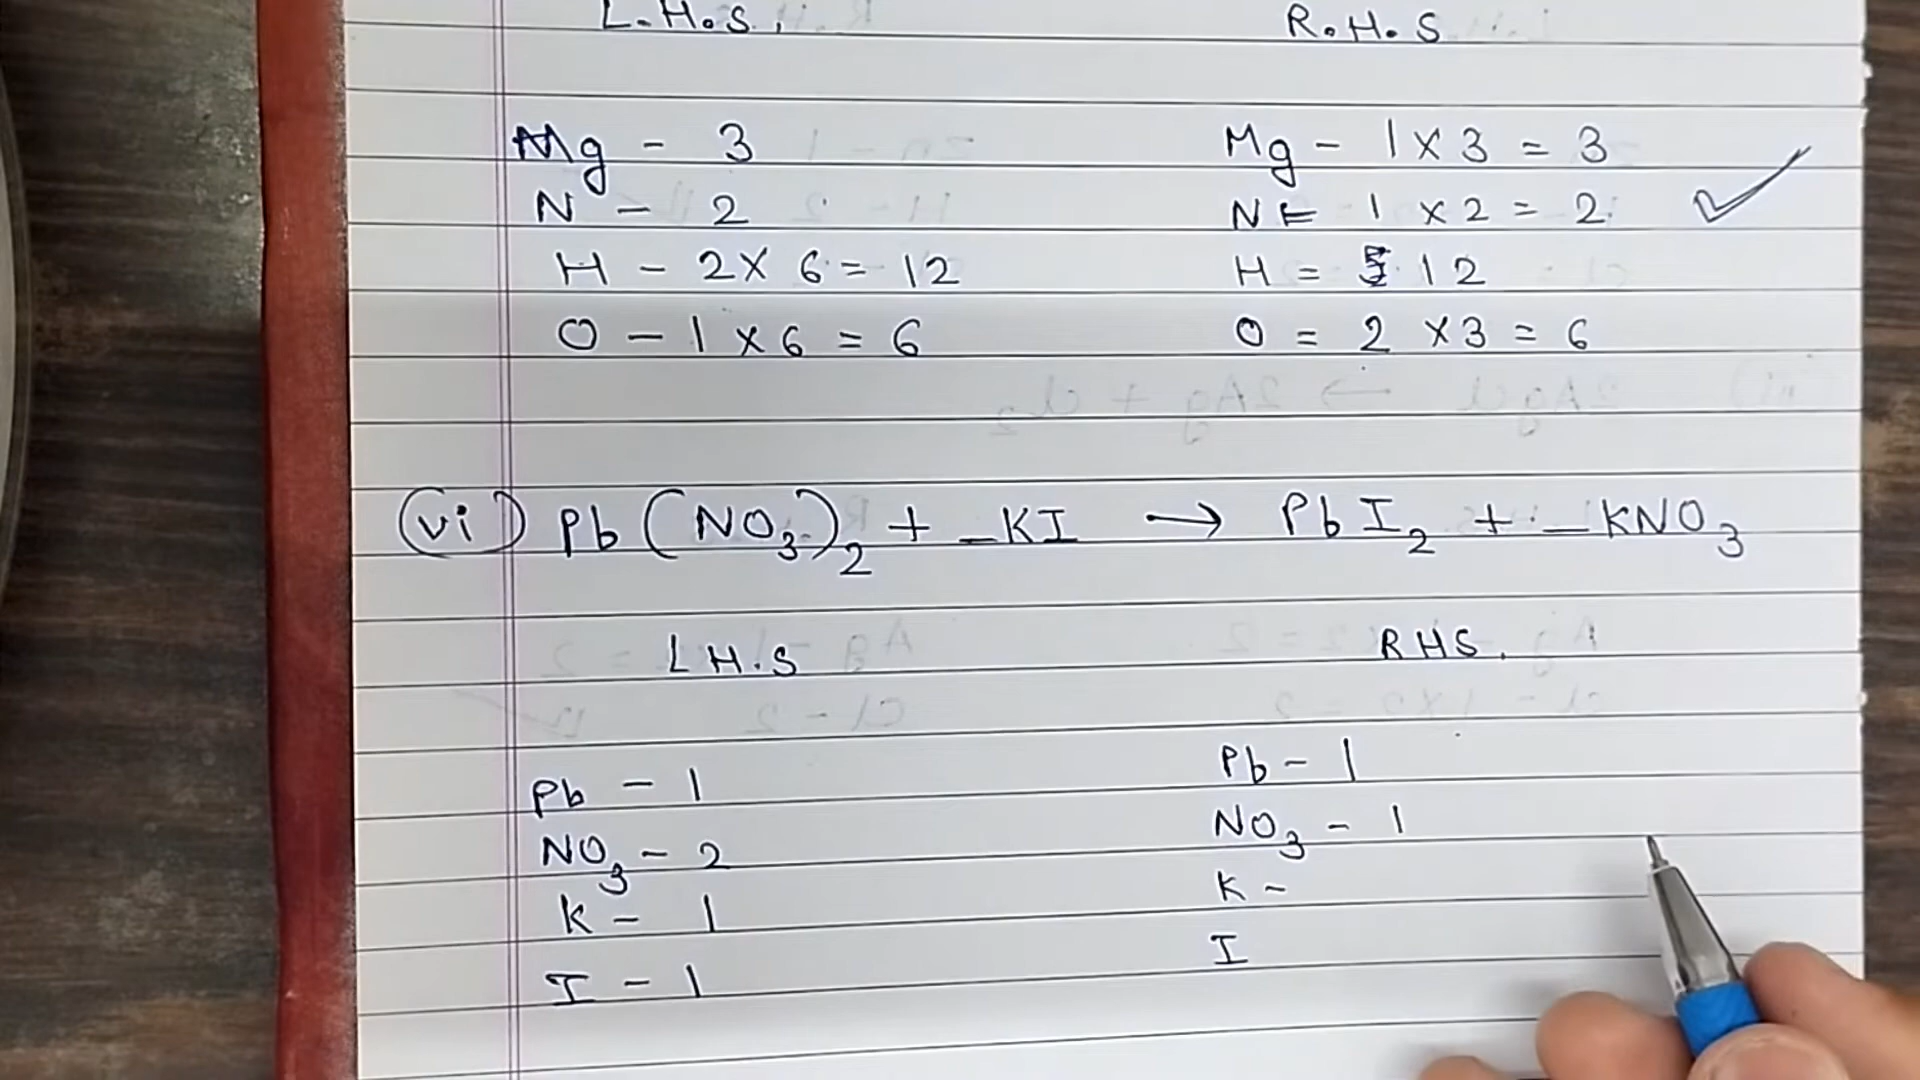 L.H.S. R.H.S
Mg - 3 Mg - 1 x 3 = 3
N - 2 N = 1 x 2 = 2 ✓
H - 2 x 6 = 12 H = 12
O - 1 x 6 = 6 O = 2 x 3 = 6
(vi) Pb(NO₃)₂ + _KI → PbI₂ + _KNO₃
L H.S RHS.
Pb - 1 Pb - 1
NO₃ - 2 NO₃ - 1
K - 1 K -
I - 1 I